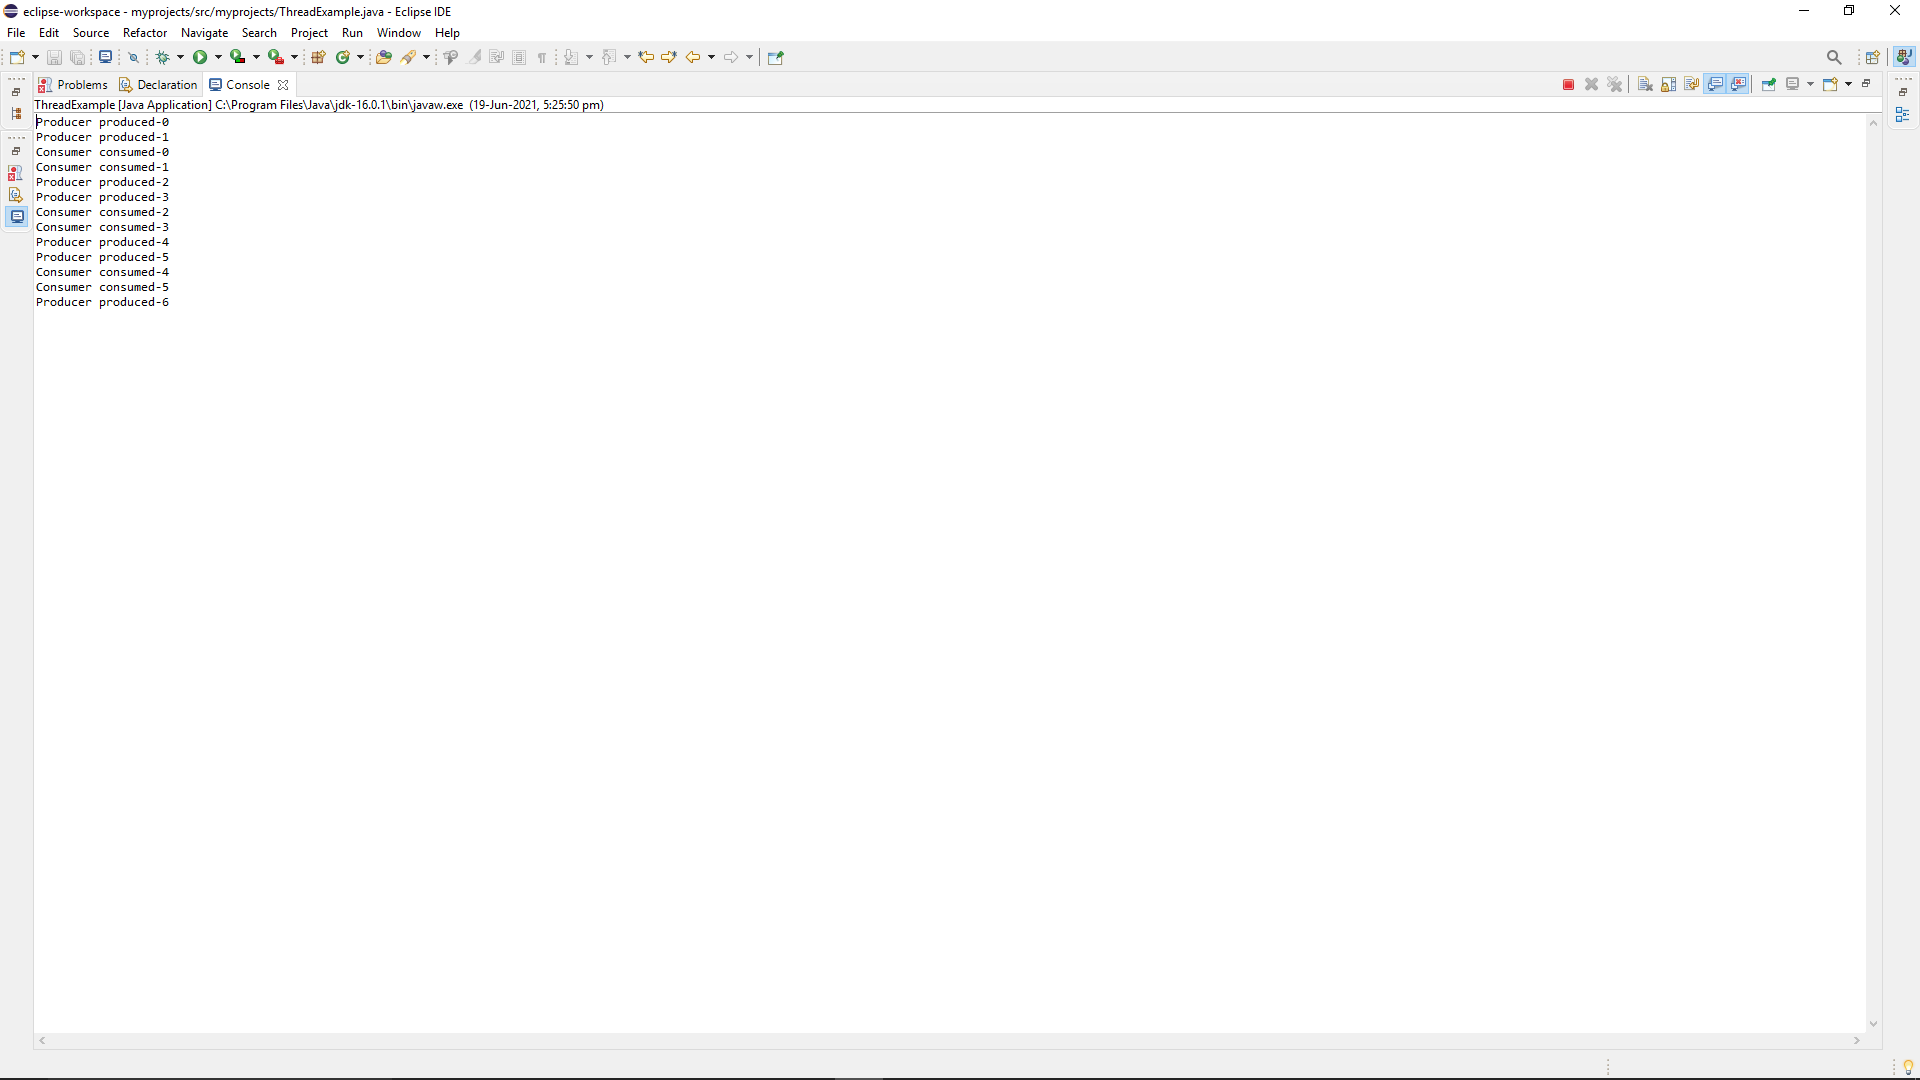 eclipse-workspace - myprojects/src/myprojects/ThreadExample.java - Eclipse IDE
File Edit Source Refactor Navigate Search Project Run Window Help
Problems Declaration Console
ThreadExample [Java Application] C:\Program Files\Java\jdk-16.0.1\bin\javaw.exe (19-Jun-2021, 5:25:50 pm)
Producer produced-0
Producer produced-1
Consumer consumed-0
Consumer consumed-1
Producer produced-2
Producer produced-3
Consumer consumed-2
Consumer consumed-3
Producer produced-4
Producer produced-5
Consumer consumed-4
Consumer consumed-5
Producer produced-6